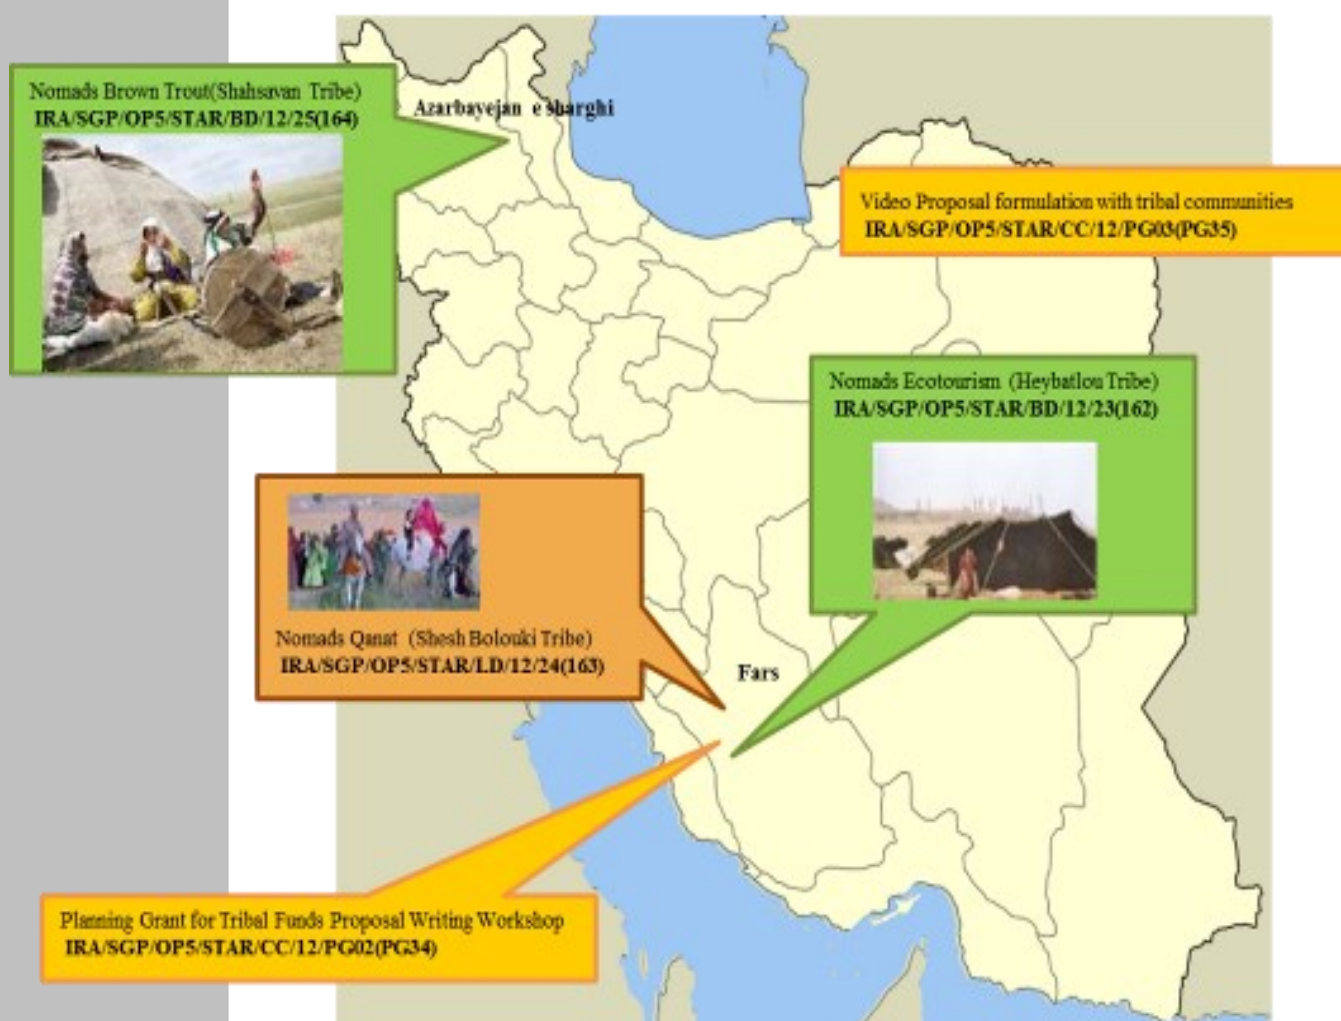 Nomads Brown Trout(Shahsavan Tribe)
IRA/SGP/OP5/STAR/BD/12/25(164)
Azarbayejan e sharghi
Video Proposal formulation with tribal communities
IRA/SGP/OP5/STAR/CC/12/PG03(PG35)
Nomads Ecotourism (Heybatlou Tribe)
IRA/SGP/OP5/STAR/BD/12/23(162)
Nomads Qanat (Shesh Bolouki Tribe)
IRA/SGP/OP5/STAR/LD/12/24(163)
Fars
Planning Grant for Tribal Funds Proposal Writing Workshop
IRA/SGP/OP5/STAR/CC/12/PG02(PG34)